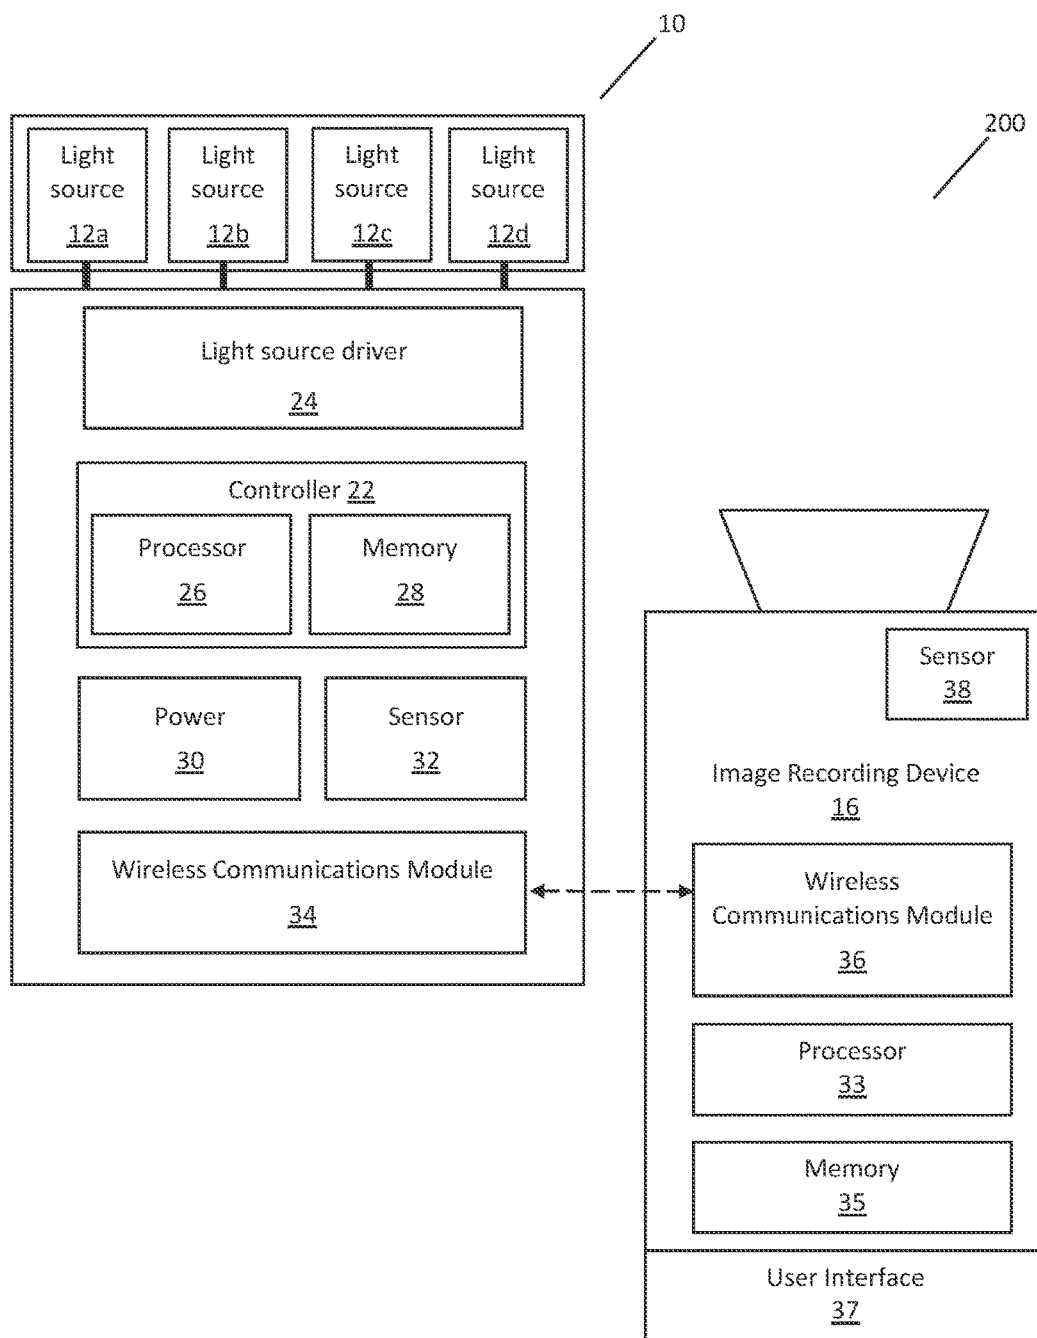 10
200
Light
source
12a
Light
source
12b
Light
source
12c
Light
source
12d
Light source driver
24
Controller 22
Processor
26
Memory
28
Power
30
Sensor
32
Wireless Communications Module
34
Sensor
38
Image Recording Device
16
Wireless
Communications Module
36
Processor
33
Memory
35
User Interface
37